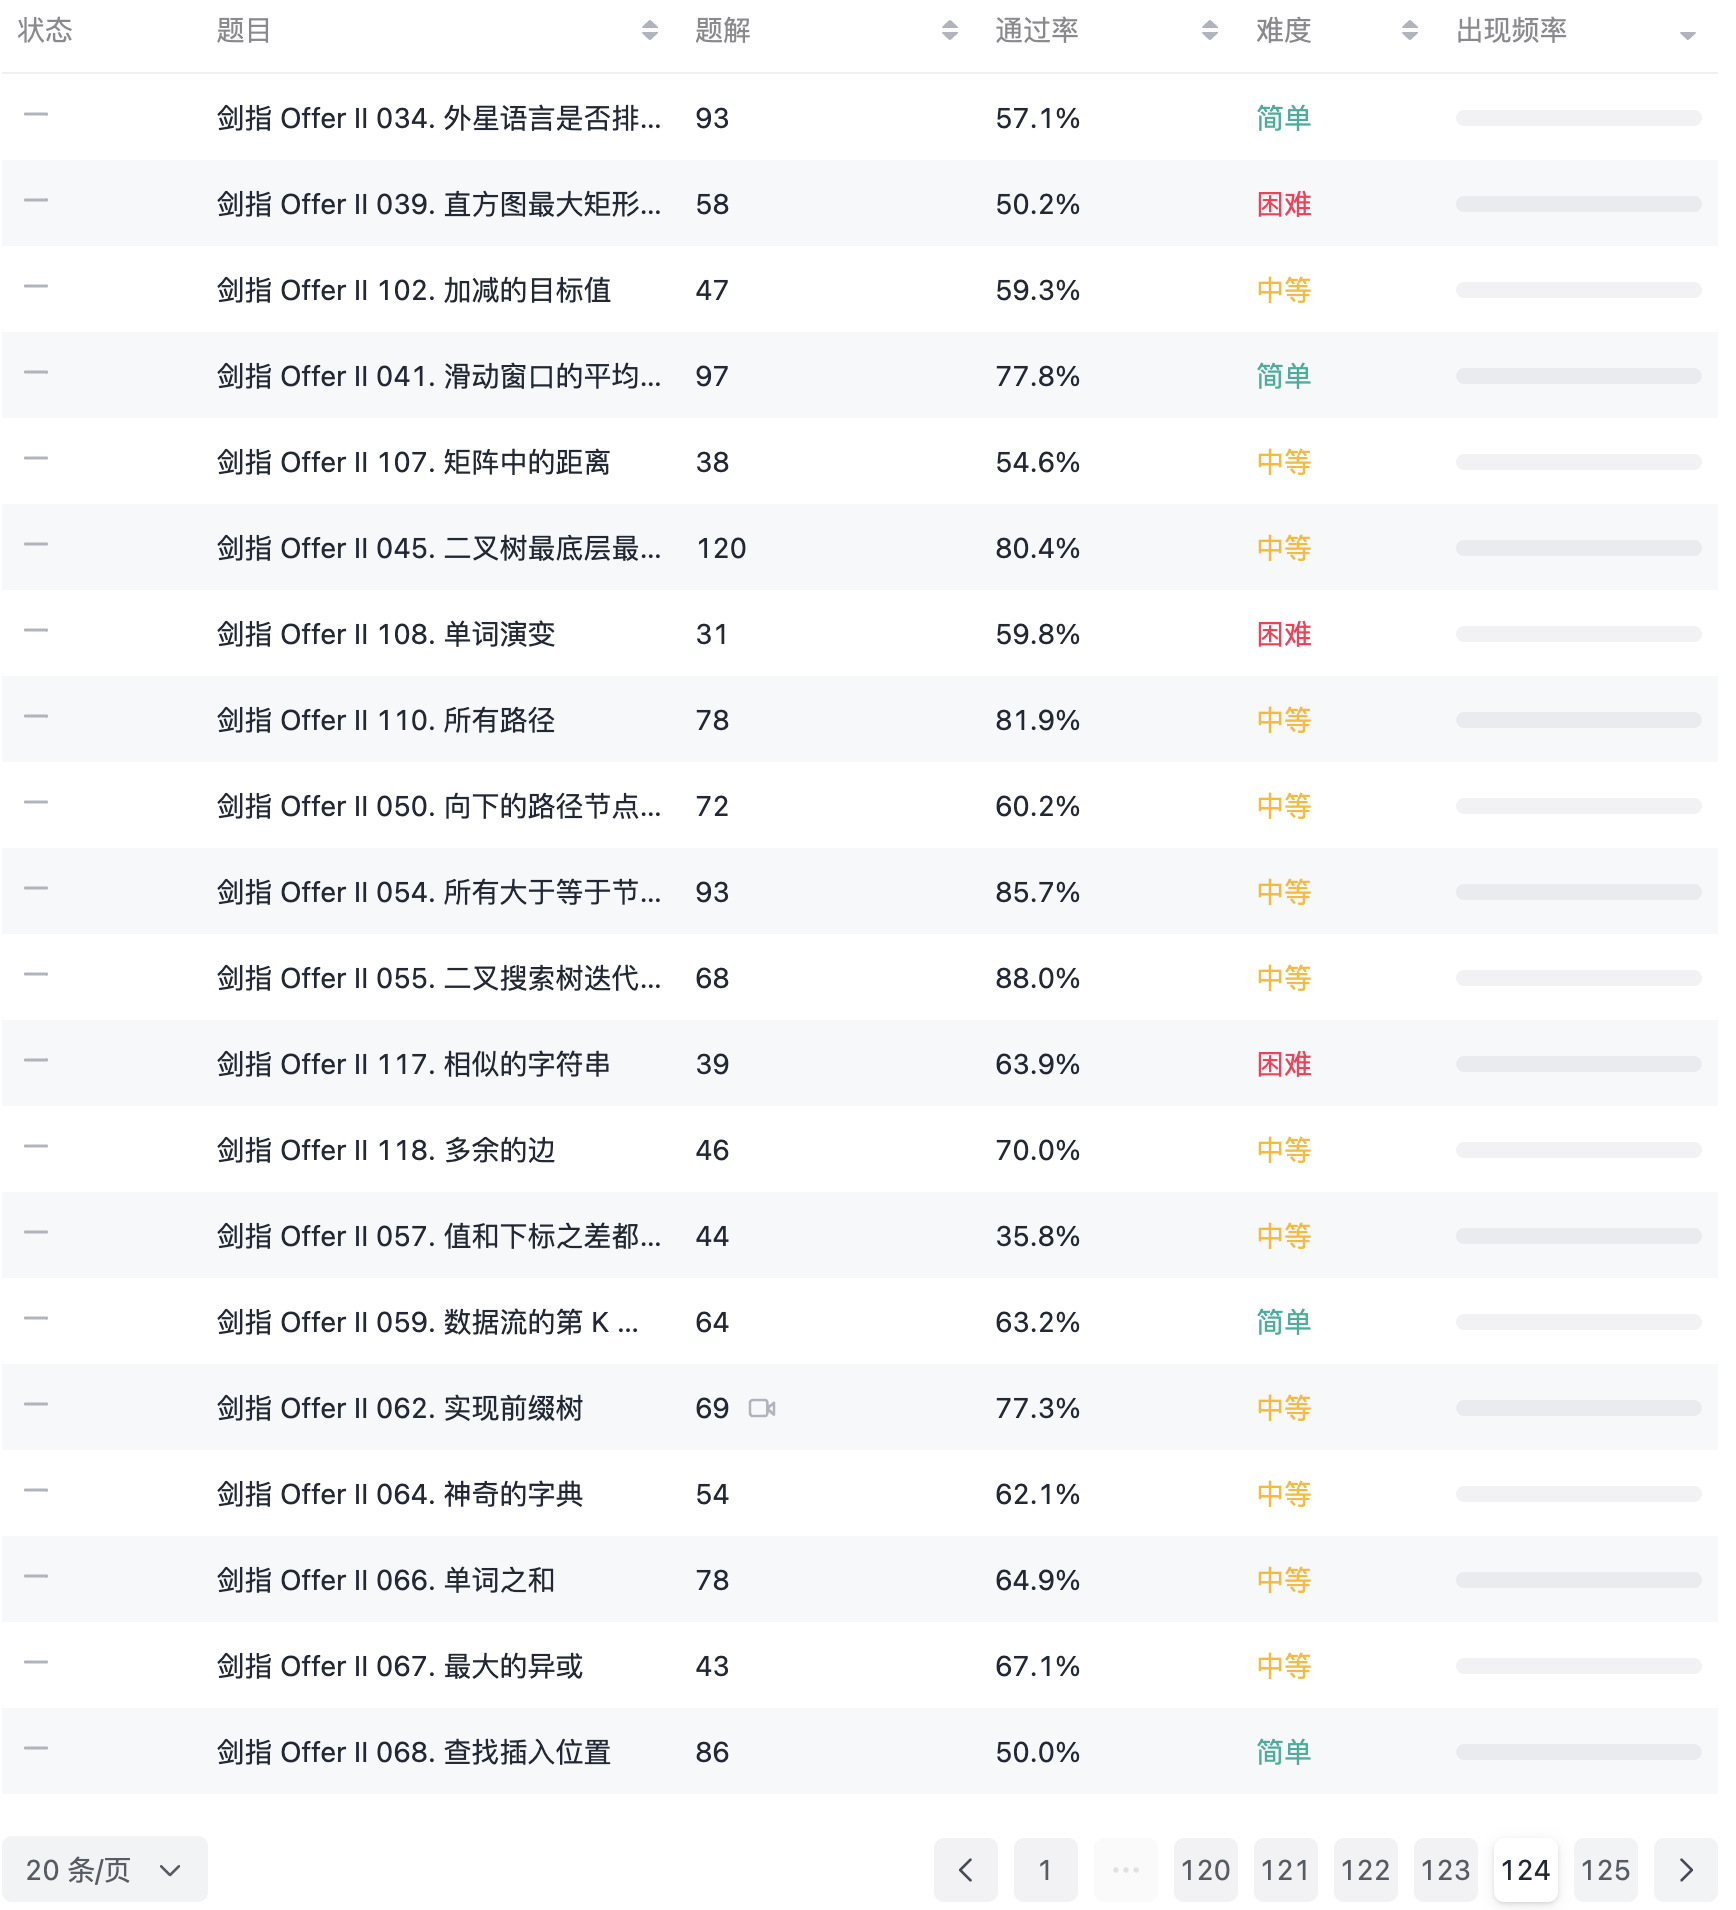 状态 题目 题解 通过率 难度 出现频率
剑指 Offer II 034. 外星语言是否排... 93 57.1% 简单
剑指 Offer II 039. 直方图最大矩形... 58 50.2% 困难
剑指 Offer II 102. 加减的目标值 47 59.3% 中等
剑指 Offer II 041. 滑动窗口的平均... 97 77.8% 简单
剑指 Offer II 107. 矩阵中的距离 38 54.6% 中等
剑指 Offer II 045. 二叉树最底层最... 120 80.4% 中等
剑指 Offer II 108. 单词演变 31 59.8% 困难
剑指 Offer II 110. 所有路径 78 81.9% 中等
剑指 Offer II 050. 向下的路径节点... 72 60.2% 中等
剑指 Offer II 054. 所有大于等于节... 93 85.7% 中等
剑指 Offer II 055. 二叉搜索树迭代... 68 88.0% 中等
剑指 Offer II 117. 相似的字符串 39 63.9% 困难
剑指 Offer II 118. 多余的边 46 70.0% 中等
剑指 Offer II 057. 值和下标之差都... 44 35.8% 中等
剑指 Offer II 059. 数据流的第 K ... 64 63.2% 简单
剑指 Offer II 062. 实现前缀树 69 77.3% 中等
剑指 Offer II 064. 神奇的字典 54 62.1% 中等
剑指 Offer II 066. 单词之和 78 64.9% 中等
剑指 Offer II 067. 最大的异或 43 67.1% 中等
剑指 Offer II 068. 查找插入位置 86 50.0% 简单
20 条/页 1 ... 120 121 122 123 124 125